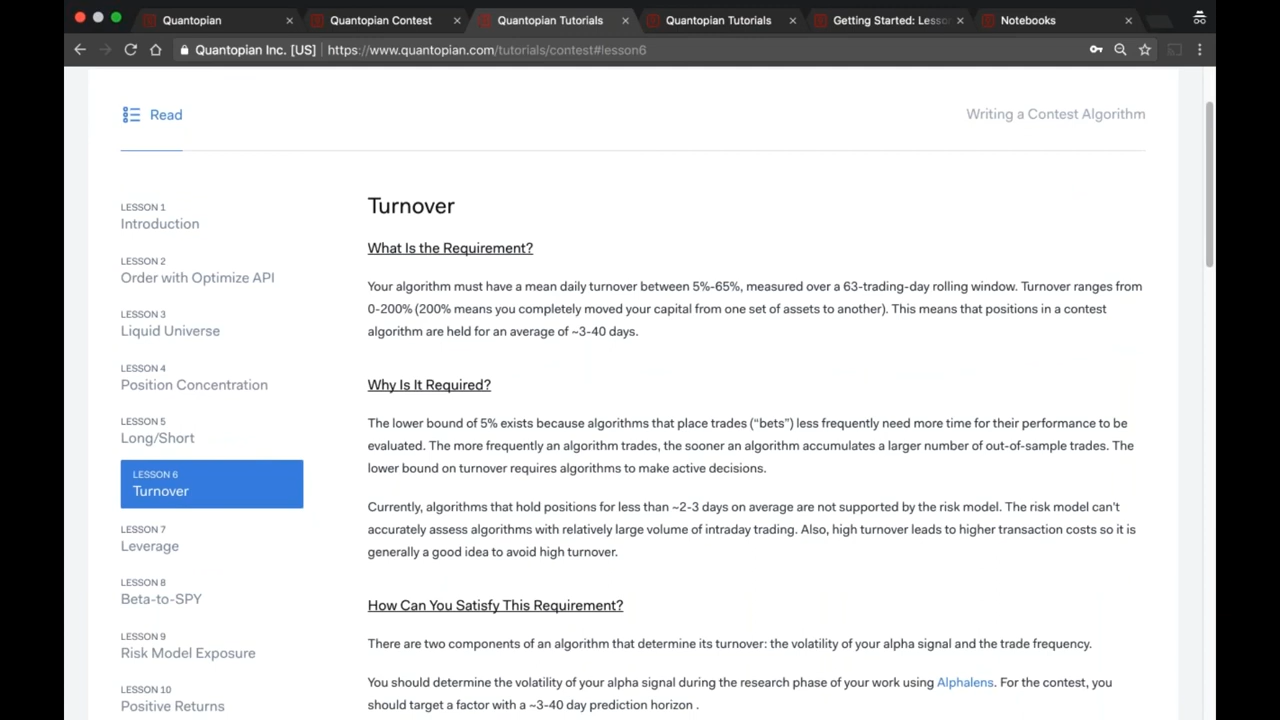 Quantopian
Quantopian Contest
Quantopian Tutorials
Quantopian Tutorials
Getting Started: Lesso
Notebooks
Quantopian Inc. [US] https://www.quantopian.com/tutorials/contest#lesson6
Read
Writing a Contest Algorithm
LESSON 1
Introduction
LESSON 2
Order with Optimize API
LESSON 3
Liquid Universe
LESSON 4
Position Concentration
LESSON 5
Long/Short
LESSON 6
Turnover
LESSON 7
Leverage
LESSON 8
Beta-to-SPY
LESSON 9
Risk Model Exposure
LESSON 10
Positive Returns
Turnover
What Is the Requirement?
Your algorithm must have a mean daily turnover between 5%-65%, measured over a 63-trading-day rolling window. Turnover ranges from
0-200% (200% means you completely moved your capital from one set of assets to another). This means that positions in a contest
algorithm are held for an average of ~3-40 days.
Why Is It Required?
The lower bound of 5% exists because algorithms that place trades (“bets”) less frequently need more time for their performance to be
evaluated. The more frequently an algorithm trades, the sooner an algorithm accumulates a larger number of out-of-sample trades. The
lower bound on turnover requires algorithms to make active decisions.
Currently, algorithms that hold positions for less than ~2-3 days on average are not supported by the risk model. The risk model can't
accurately assess algorithms with relatively large volume of intraday trading. Also, high turnover leads to higher transaction costs so it is
generally a good idea to avoid high turnover.
How Can You Satisfy This Requirement?
There are two components of an algorithm that determine its turnover: the volatility of your alpha signal and the trade frequency.
You should determine the volatility of your alpha signal during the research phase of your work using Alphalens. For the contest, you
should target a factor with a ~3-40 day prediction horizon .